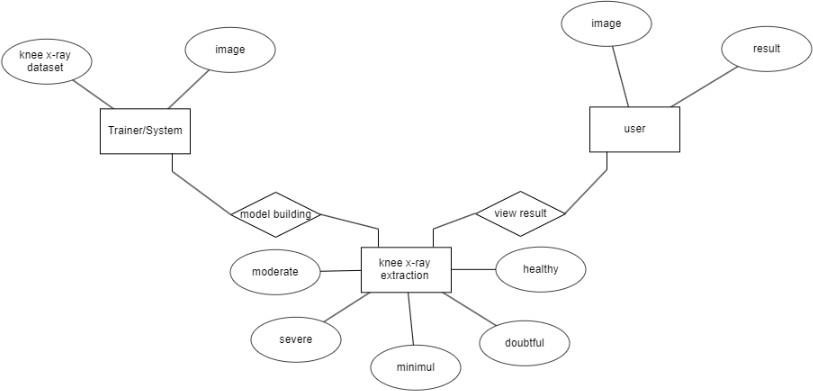 image
result
knee x-ray
dataset
image
Trainer/System
user
model building
view result
knee x-ray
extraction
moderate
healthy
severe
doubtful
minimul